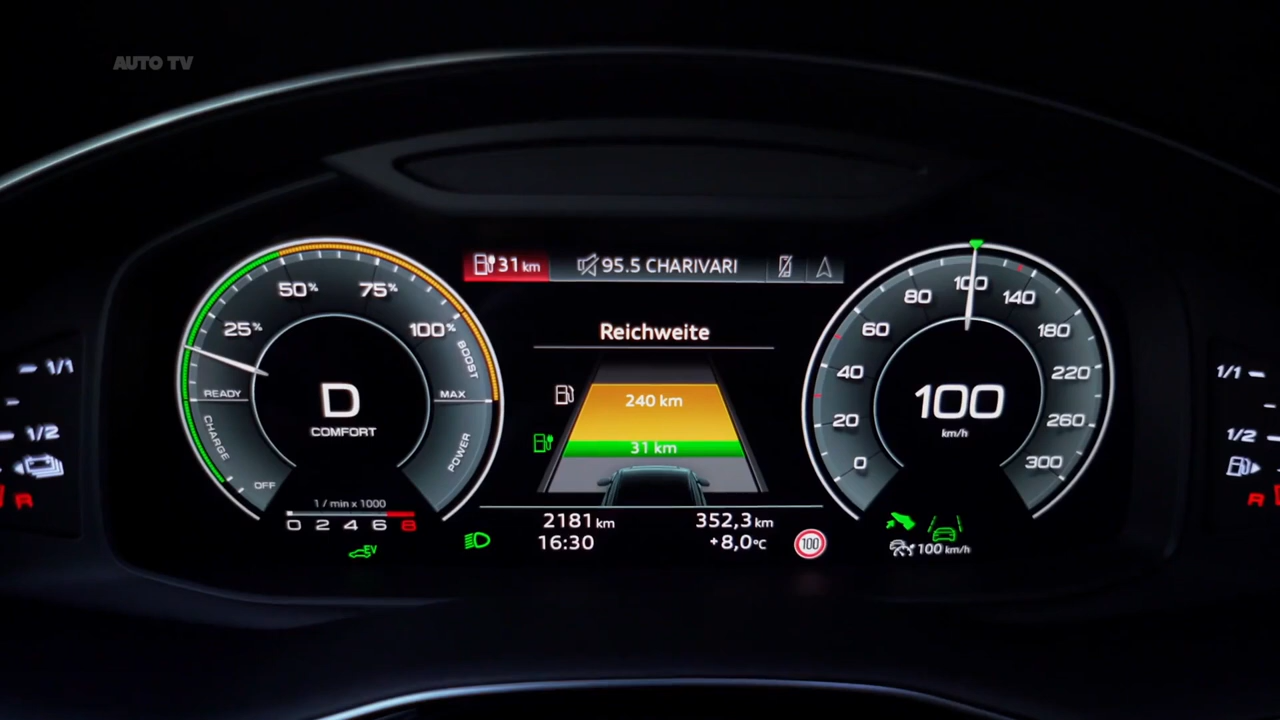 AUTO TV
31 km
95.5 CHARIVARI
Reichweite
240 km
31 km
2181 km
352,3 km
16:30
+8,0 °C
100
25%
50%
75%
100%
BOOST
READY
MAX
CHARGE
POWER
OFF
D
COMFORT
1 / min x 1000
0 2 4 6 8
EV
0
20
40
60
80
100
140
180
220
260
300
100
km/h
100 km/h
1/1
1/2
R
1/1
1/2
R